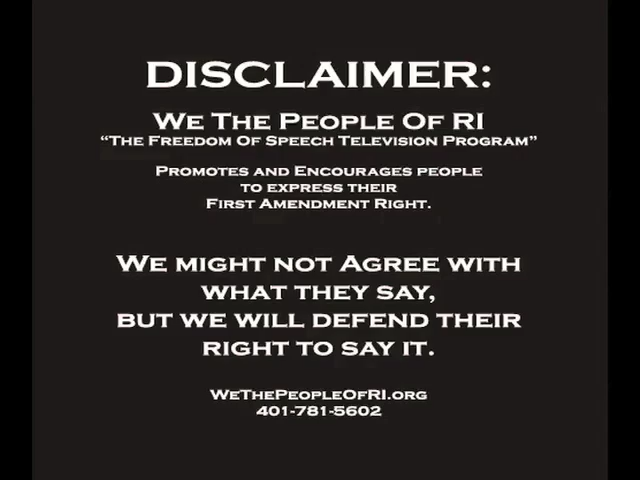 DISCLAIMER:
WE THE PEOPLE OF RI
“THE FREEDOM OF SPEECH TELEVISION PROGRAM”
PROMOTES AND ENCOURAGES PEOPLE
TO EXPRESS THEIR
FIRST AMENDMENT RIGHT.
WE MIGHT NOT AGREE WITH
WHAT THEY SAY,
BUT WE WILL DEFEND THEIR
RIGHT TO SAY IT.
WETHEPEOPLEOFRI.ORG
401-781-5602